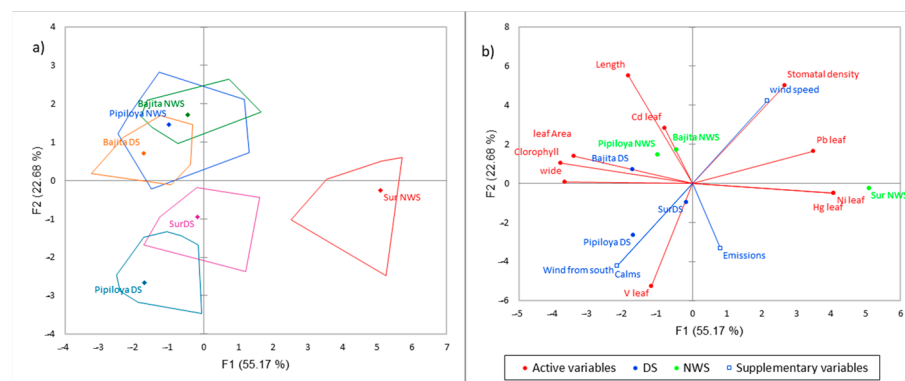 a)
4
3
2
1
0
−1
−2
−3
−4
F2 (22.68 %)
Bajita NWS
Pipiloya NWS
Bajita DS
Sur NWS
SurDS
Pipiloya DS
−4 −3 −2 −1 0 1 2 3 4 5 6 7
F1 (55.17 %)
b)
8
6
4
2
0
−2
−4
−6
F2 (22.68 %)
Length
Stomatal density
wind speed
Cd leaf
Pipiloya NWS
Bajita NWS
Pb leaf
leaf Area
Clorophyll
Bajita DS
wide
Sur NWS
Ni leaf
Hg leaf
SurDS
Pipiloya DS
Emissions
Wind from south
Calms
V leaf
−5 −4 −3 −2 −1 0 1 2 3 4 5 6
F1 (55.17 %)
Active variables DS NWS Supplementary variables